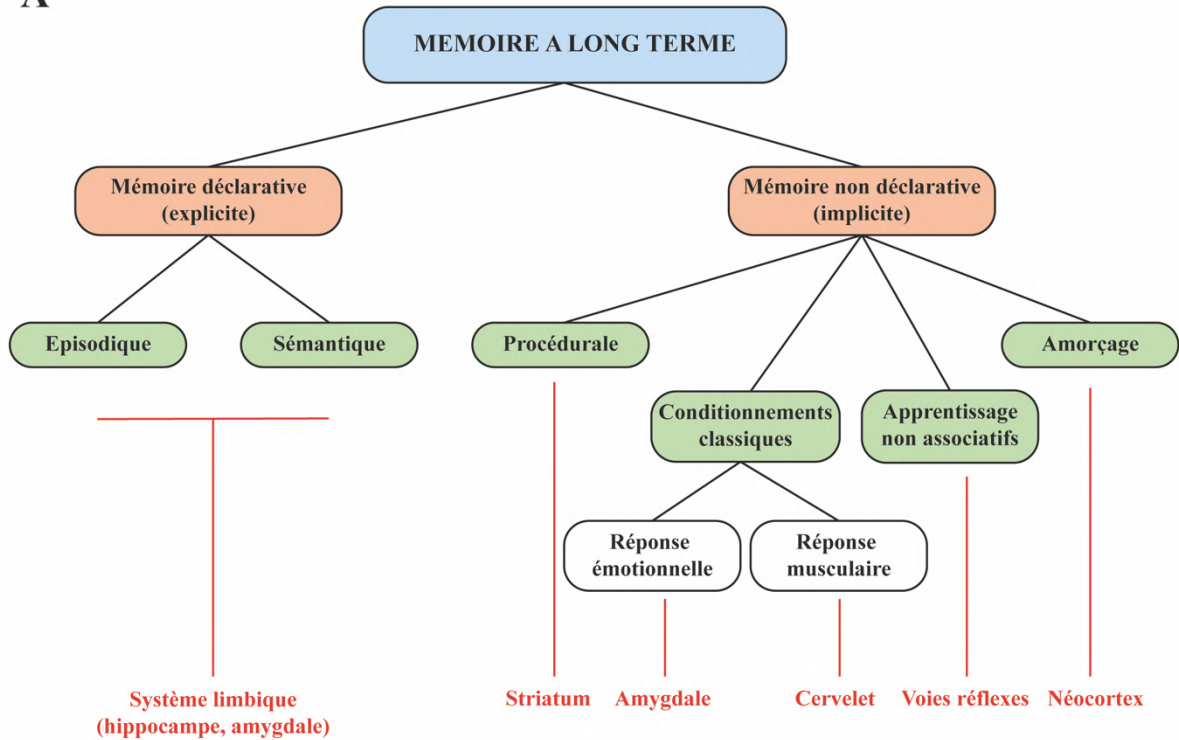 A
MEMOIRE A LONG TERME
Mémoire déclarative
(explicite)
Mémoire non déclarative
(implicite)
Episodique
Sémantique
Procédurale
Amorçage
Conditionnements
classiques
Apprentissage
non associatifs
Réponse
émotionnelle
Réponse
musculaire
Système limbique
(hippocampe, amygdale)
Striatum
Amygdale
Cervelet
Voies réflexes
Néocortex